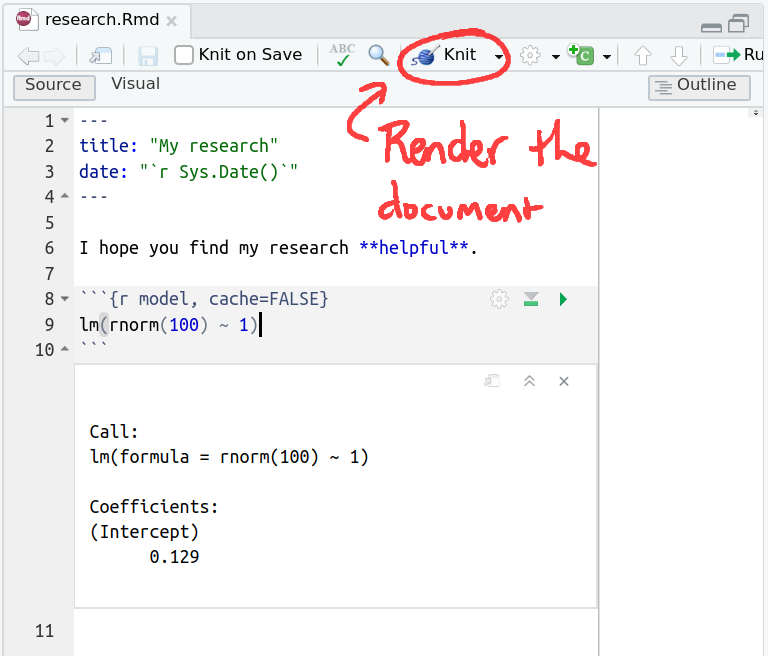 research.Rmd
Knit on Save ABC Knit Ru
Source Visual Outline
Render the
document
1 ---
2 title: "My research"
3 date: "`r Sys.Date()`"
4 ---
5
6 I hope you find my research **helpful**.
7
8 ```{r model, cache=FALSE}
9 lm(rnorm(100) ~ 1)
10 ```
Call:
lm(formula = rnorm(100) ~ 1)
Coefficients:
(Intercept)
0.129
11